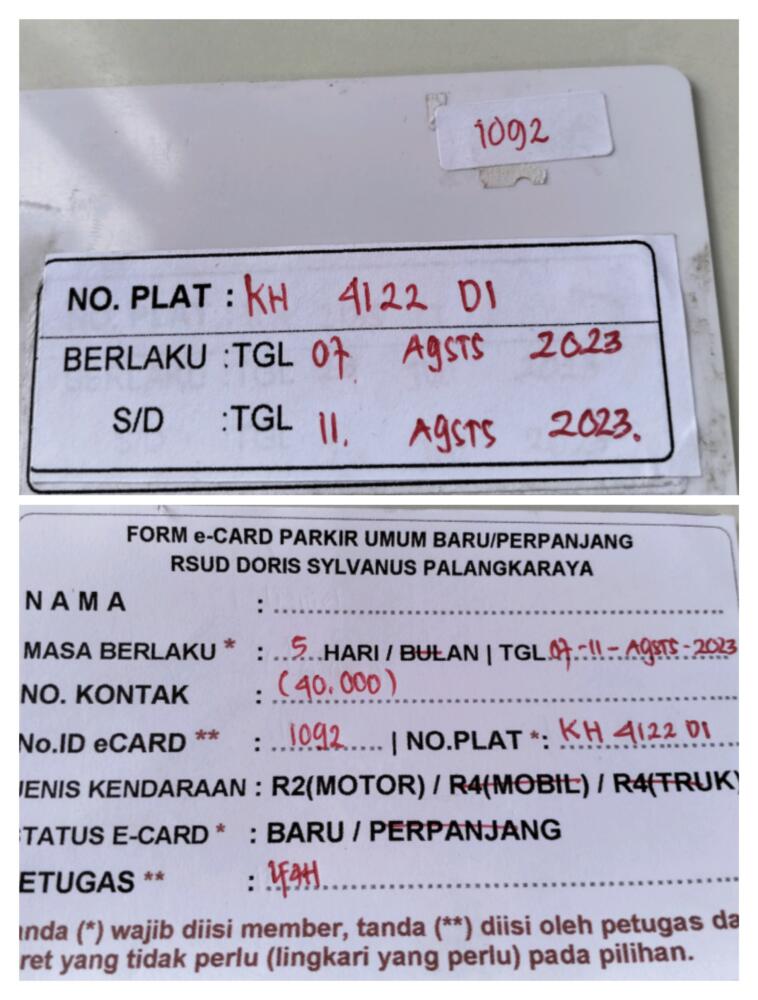 1092
NO. PLAT : KH 4122 DI
BERLAKU : TGL 07. AgSTS 2023
S/D : TGL 11. AgSTS 2023.
FORM e-CARD PARKIR UMUM BARU/PERPANJANG
RSUD DORIS SYLVANUS PALANGKARAYA
NAMA :
MASA BERLAKU * : 5 HARI / BULAN | TGL 07-11-AgSTS-2023
NO. KONTAK : (40.000)
No.ID eCARD ** : 1092 | NO.PLAT *: KH 4122 DI
JENIS KENDARAAN : R2(MOTOR) / R4(MOBIL) / R4(TRUK)
TATUS E-CARD * : BARU / PERPANJANG
ETUGAS ** : IFAH
anda (*) wajib diisi member, tanda (**) diisi oleh petugas da
ret yang tidak perlu (lingkari yang perlu) pada pilihan.